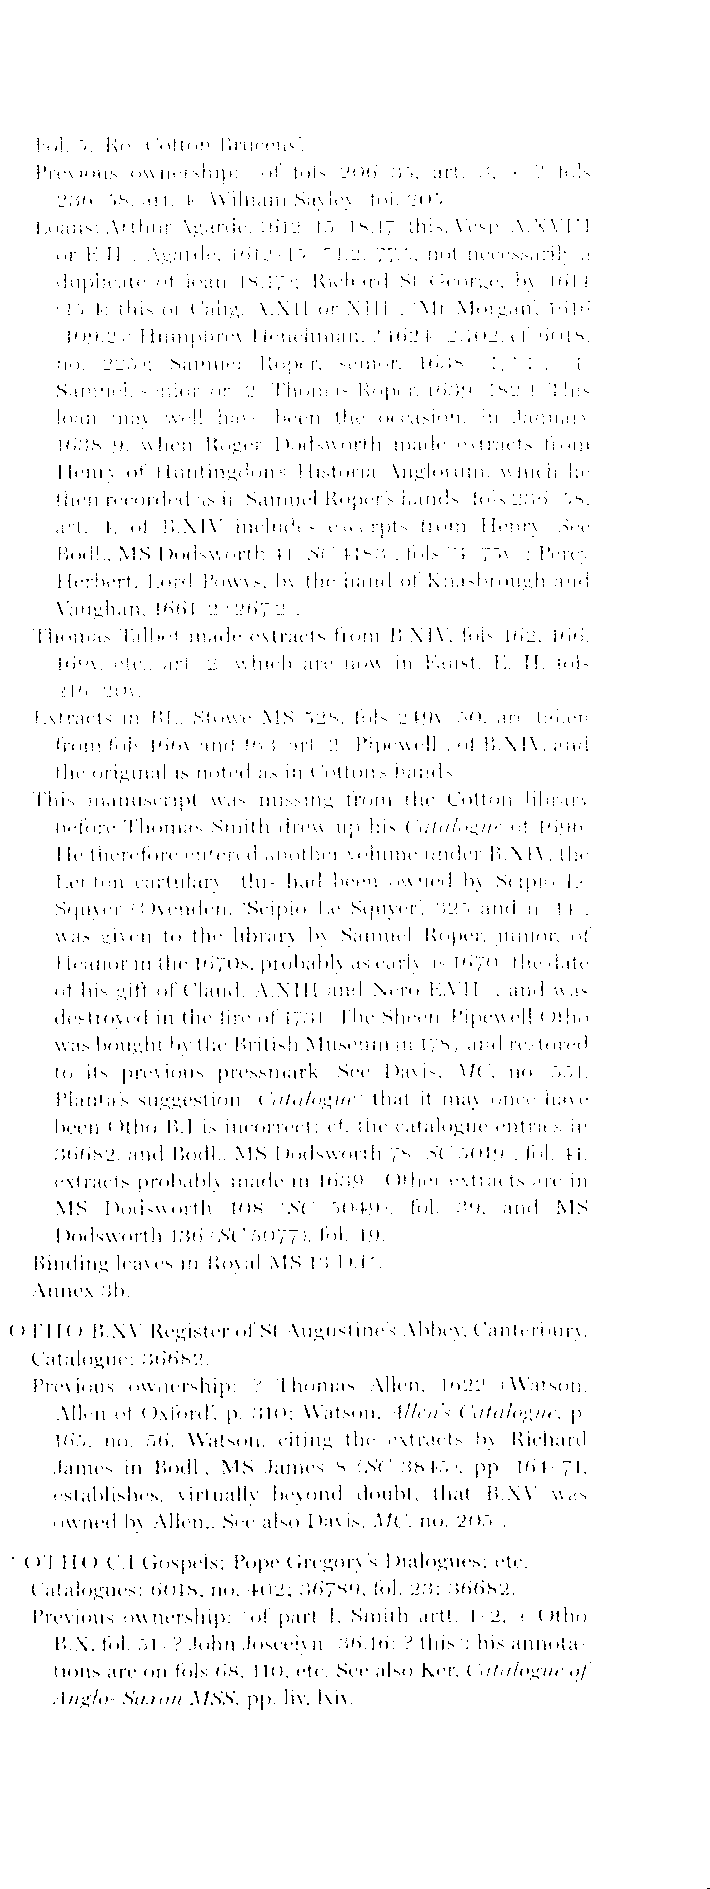 Fol. 5, 'Ro: Cotton Bruceus'.
Previous ownership: of fols 206-35, art. 3, + ? fols
236-58, art. 4 William Sayley fol. 205
Loans: Arthur Agarde, 1612-15 48.17: this, Vesp. A.XVIII
or E.II Agarde, 1612-15 71.2, 77.5, not necessarily a
duplicate of loan 48.17; Richard St George, by 1614
this or Calig. A.XII or XIII 'Mr Morgan', 1616
109.2; Humphrey Henchman, ? 1624 2.502, cf. 6018,
no. 225; Samuel Roper, senior, 1638
Samuel, senior or ? Thomas Roper, 1639 182. This
loan may well have been the occasion, in January
1638/9, when Roger Dodsworth made extracts from
Henry of Huntingdon's Historia Anglorum, which he
then recorded as in Samuel Roper's hands fols 236-58,
art. 4, of B.XIV includes excerpts from Henry. See
Bodl., MS Dodsworth 41 SC 4183, fols 71-75v.; Percy
Herbert, Lord Powys, by the hand of Knasbrough and
Vaughan, 1661-2 267.2.
Thomas Talbot made extracts from B.XIV, fols 162, 166,
169v, etc., art. 2 which are now in Faust. E. II, fols
Extracts in BL, Stowe MS 528, fols 249v-50, are taken
from fols 166v and 163 art. 2 Pipewell, of B.XIV, and
the original is noted as in Cotton's hands.
This manuscript was missing from the Cotton library
before Thomas Smith drew up his Catalogue of 1696.
He therefore entered another volume under B.XIV, the
Lenton cartulary this had been owned by Scipio Le
Squyer (Ovenden, 'Scipio Le Squyer', 325 and n. 44),
was given to the library by Samuel Roper, junior, of
Heanor in the 1670s, probably as early as 1670 the date
of his gift of Claud. A.XIII and Nero E.VII, and was
destroyed in the fire of 1731. The Sheen/Pipewell Otho
was bought by the British Museum in 1787 and restored
to its previous pressmark. See Davis, MC, no. 551.
Planta's suggestion (Catalogue) that it may once have
been Otho B.I is incorrect: cf. the catalogue entries in
36682, and Bodl., MS Dodsworth 78 SC 5019, fol. 41,
extracts probably made in 1639. Other extracts are in
MS Dodsworth 108 (SC 5049), fol. 39, and MS
Dodsworth 136 (SC 5077), fol. 19.
Binding leaves in Royal MS 13 D.I*.
Annex 3b.
OTHO B.XV Register of St Augustine's Abbey, Canterbury.
Catalogue: 36682.
Previous ownership: ? Thomas Allen, 1622 (Watson,
'Allen of Oxford', p. 310; Watson, Allen's Catalogue, p.
165, no. 56. Watson, citing the extracts by Richard
James in Bodl., MS James 8 (SC 3845), pp. 164-71,
establishes, virtually beyond doubt, that B.XV was
owned by Allen,. See also Davis, MC, no. 205.
* OTHO C.I Gospels; Pope Gregory's Dialogues; etc.
Catalogues: 6018, no. 402; 36789, fol. 23; 36682.
Previous ownership: (of part I, Smith artt. 1-2, + Otho
B.X, fol. 51) ? John Joscelyn (36.16: ? this: his annota-
tions are on fols 68, 110, etc. See also Ker, Catalogue of
Anglo-Saxon MSS, pp. liv, lxiv.